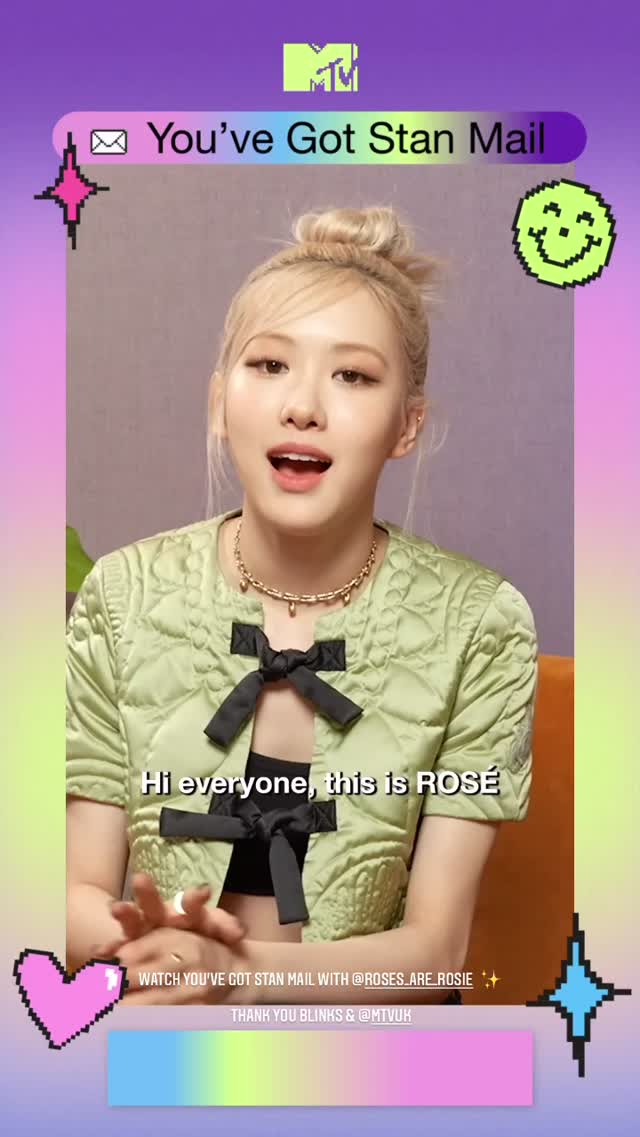 MTV
You've Got Stan Mail
Hi everyone, this is ROSÉ
WATCH YOU'VE GOT STAN MAIL WITH @ROSES_ARE_ROSIE ✨
THANK YOU BLINKS & @MTVUK